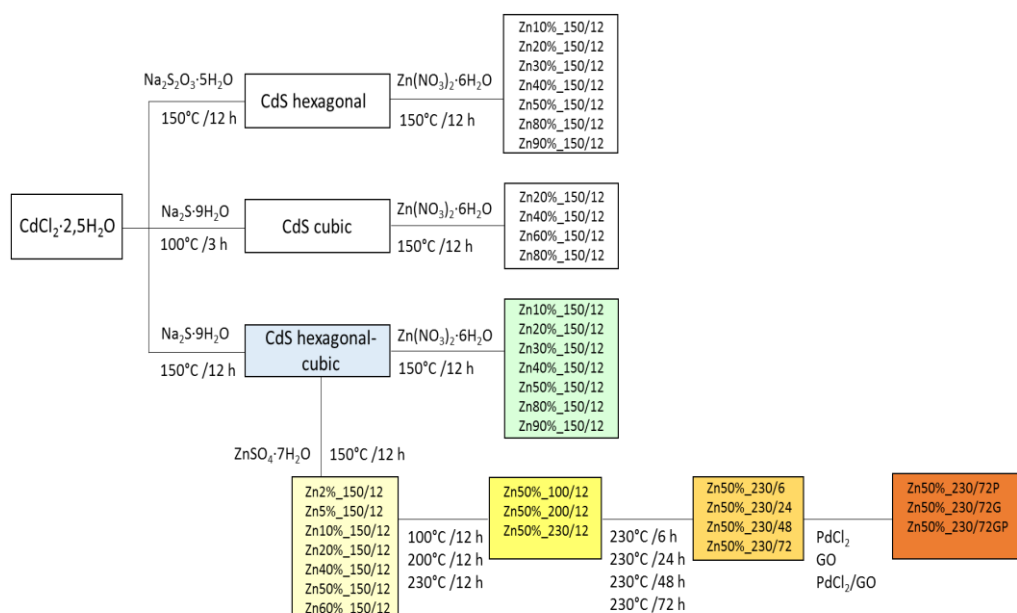 CdCl₂·2,5H₂O
Na₂S₂O₃·5H₂O
150°C /12 h
CdS hexagonal
Zn(NO₃)₂·6H₂O
150°C /12 h
Zn10%_150/12
Zn20%_150/12
Zn30%_150/12
Zn40%_150/12
Zn50%_150/12
Zn80%_150/12
Zn90%_150/12
Na₂S·9H₂O
100°C /3 h
CdS cubic
Zn(NO₃)₂·6H₂O
150°C /12 h
Zn20%_150/12
Zn40%_150/12
Zn60%_150/12
Zn80%_150/12
Na₂S·9H₂O
150°C /12 h
CdS hexagonal-
cubic
Zn(NO₃)₂·6H₂O
150°C /12 h
Zn10%_150/12
Zn20%_150/12
Zn30%_150/12
Zn40%_150/12
Zn50%_150/12
Zn80%_150/12
Zn90%_150/12
ZnSO₄·7H₂O
150°C /12 h
Zn2%_150/12
Zn5%_150/12
Zn10%_150/12
Zn20%_150/12
Zn40%_150/12
Zn50%_150/12
Zn60%_150/12
100°C /12 h
200°C /12 h
230°C /12 h
Zn50%_100/12
Zn50%_200/12
Zn50%_230/12
230°C /6 h
230°C /24 h
230°C /48 h
230°C /72 h
Zn50%_230/6
Zn50%_230/24
Zn50%_230/48
Zn50%_230/72
PdCl₂
GO
PdCl₂/GO
Zn50%_230/72P
Zn50%_230/72G
Zn50%_230/72GP